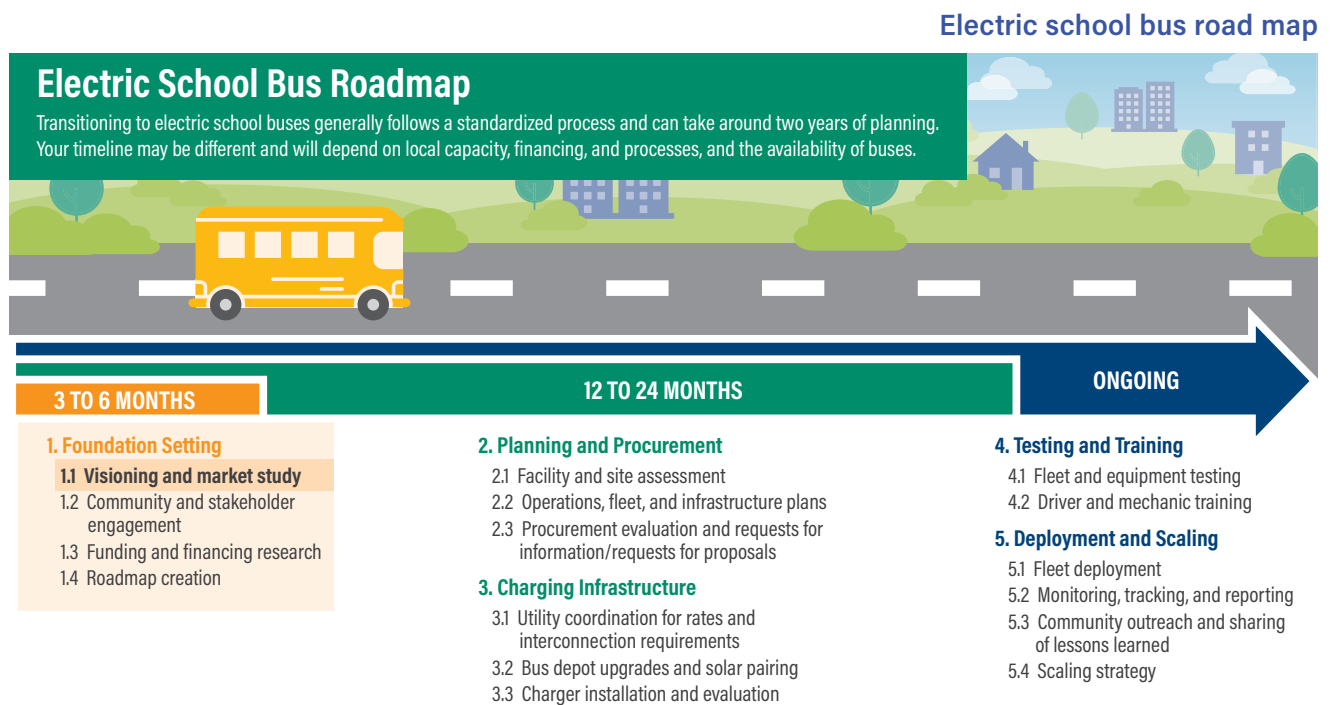 Electric school bus road map
Electric School Bus Roadmap
Transitioning to electric school buses generally follows a standardized process and can take around two years of planning.
Your timeline may be different and will depend on local capacity, financing, and processes, and the availability of buses.
3 TO 6 MONTHS
12 TO 24 MONTHS
ONGOING
1. Foundation Setting
1.1 Visioning and market study
1.2 Community and stakeholder
engagement
1.3 Funding and financing research
1.4 Roadmap creation
2. Planning and Procurement
2.1 Facility and site assessment
2.2 Operations, fleet, and infrastructure plans
2.3 Procurement evaluation and requests for
information/requests for proposals
3. Charging Infrastructure
3.1 Utility coordination for rates and
interconnection requirements
3.2 Bus depot upgrades and solar pairing
3.3 Charger installation and evaluation
4. Testing and Training
4.1 Fleet and equipment testing
4.2 Driver and mechanic training
5. Deployment and Scaling
5.1 Fleet deployment
5.2 Monitoring, tracking, and reporting
5.3 Community outreach and sharing
of lessons learned
5.4 Scaling strategy